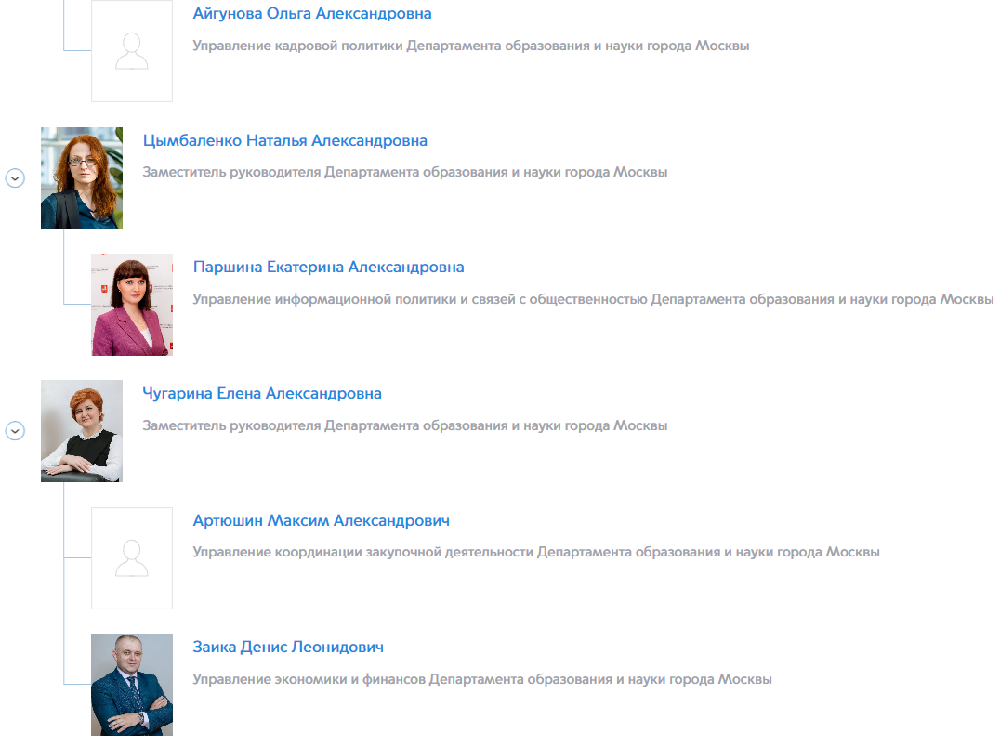 Айгунова Ольга Александровна
Управление кадровой политики Департамента образования и науки города Москвы
Цымбаленко Наталья Александровна
Заместитель руководителя Департамента образования и науки города Москвы
Паршина Екатерина Александровна
Управление информационной политики и связей с общественностью Департамента образования и науки города Москвы
Чугарина Елена Александровна
Заместитель руководителя Департамента образования и науки города Москвы
Артюшин Максим Александрович
Управление координации закупочной деятельности Департамента образования и науки города Москвы
Заика Денис Леонидович
Управление экономики и финансов Департамента образования и науки города Москвы